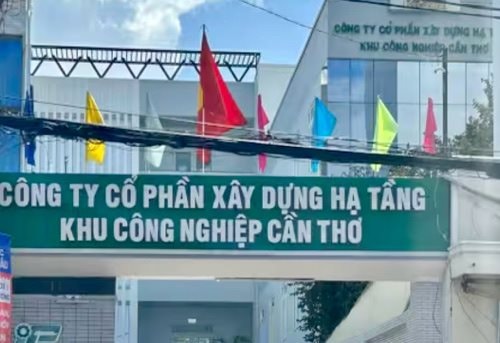 CÔNG TY CỔ PHẦN XÂY DỰNG HẠ TẦNG
KHU CÔNG NGHIỆP CẦN THƠ
CÔNG TY CỔ PHẦN XÂY DỰNG HẠ TẦNG
KHU CÔNG NGHIỆP CẦN THƠ